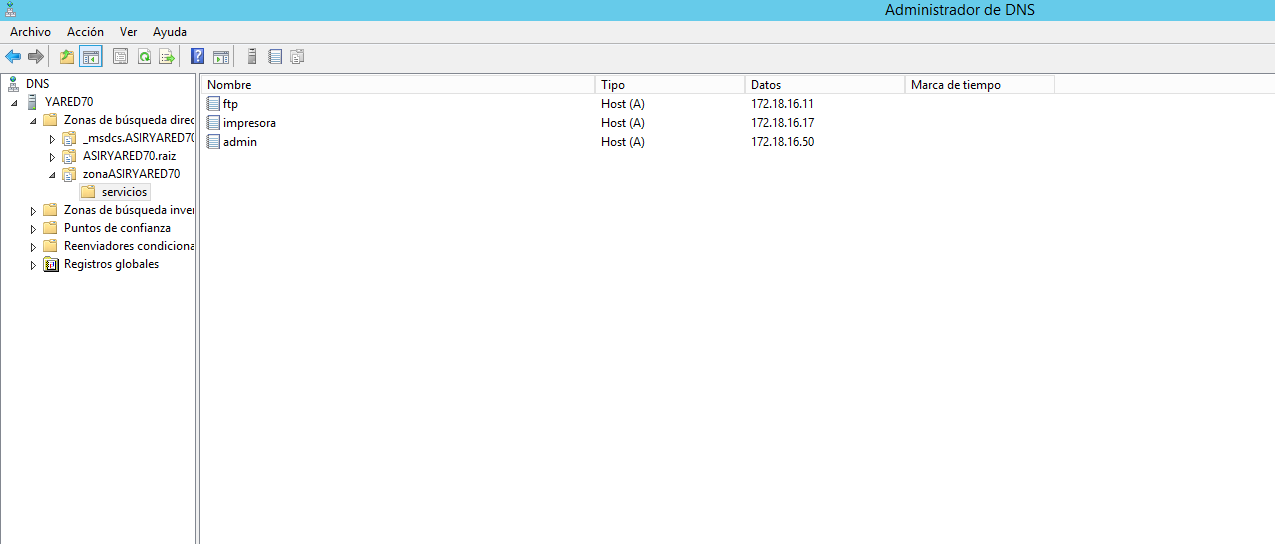 Administrador de DNS
Archivo Acción Ver Ayuda
DNS
YARED70
Zonas de búsqueda direc
_msdcs.ASIRYARED70
ASIRYARED70.raiz
zonaASIRYARED70
servicios
Zonas de búsqueda inver
Puntos de confianza
Reenviadores condiciona
Registros globales
Nombre Tipo Datos Marca de tiempo
ftp Host (A) 172.18.16.11
impresora Host (A) 172.18.16.17
admin Host (A) 172.18.16.50